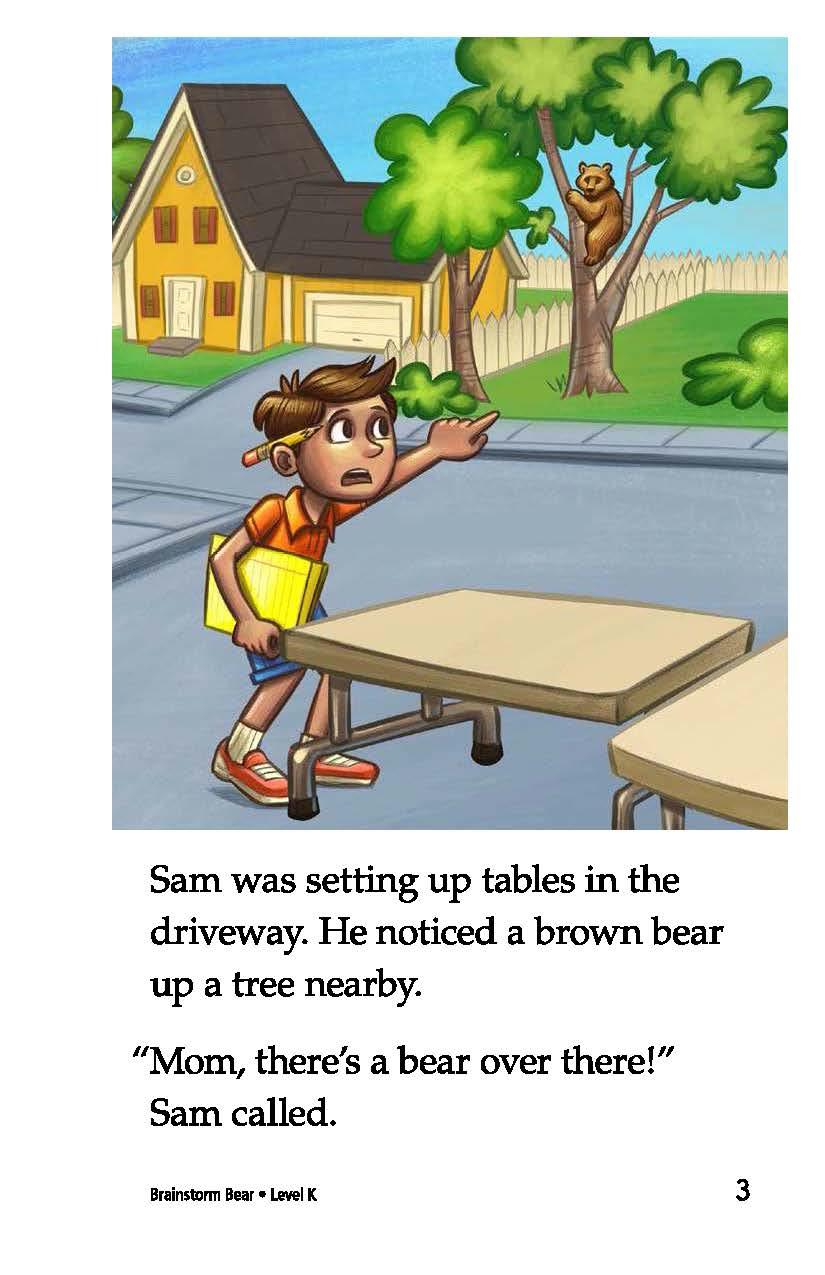 Sam was setting up tables in the
driveway. He noticed a brown bear
up a tree nearby.
“Mom, there’s a bear over there!”
Sam called.
Brainstorm Bear • Level K
3